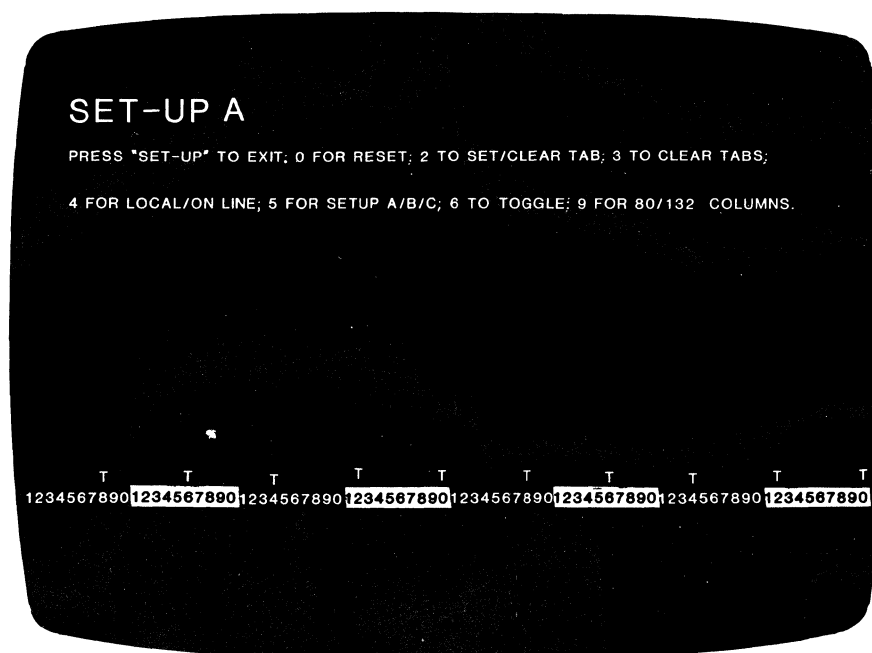 SET-UP A
PRESS "SET-UP" TO EXIT; 0 FOR RESET; 2 TO SET/CLEAR TAB; 3 TO CLEAR TABS;
4 FOR LOCAL/ON LINE; 5 FOR SETUP A/B/C; 6 TO TOGGLE; 9 FOR 80/132 COLUMNS.
T T T T T T T T T T
12345678901234567890123456789012345678901234567890123456789012345678901234567890